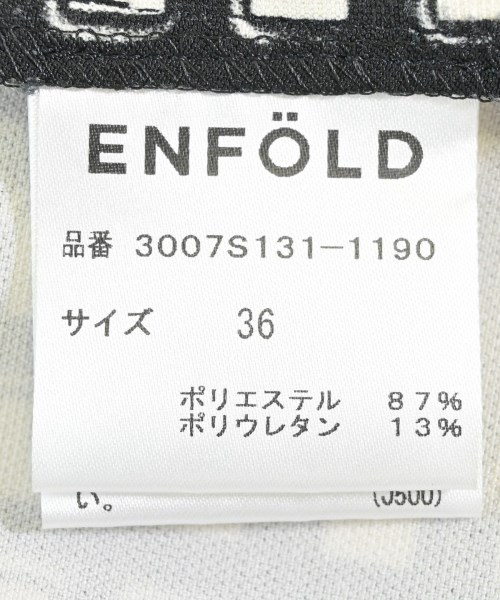 ENFÖLD
品番 3007S131-1190
サイズ 36
ポリエステル 87%
ポリウレタン 13%
い。 (J500)